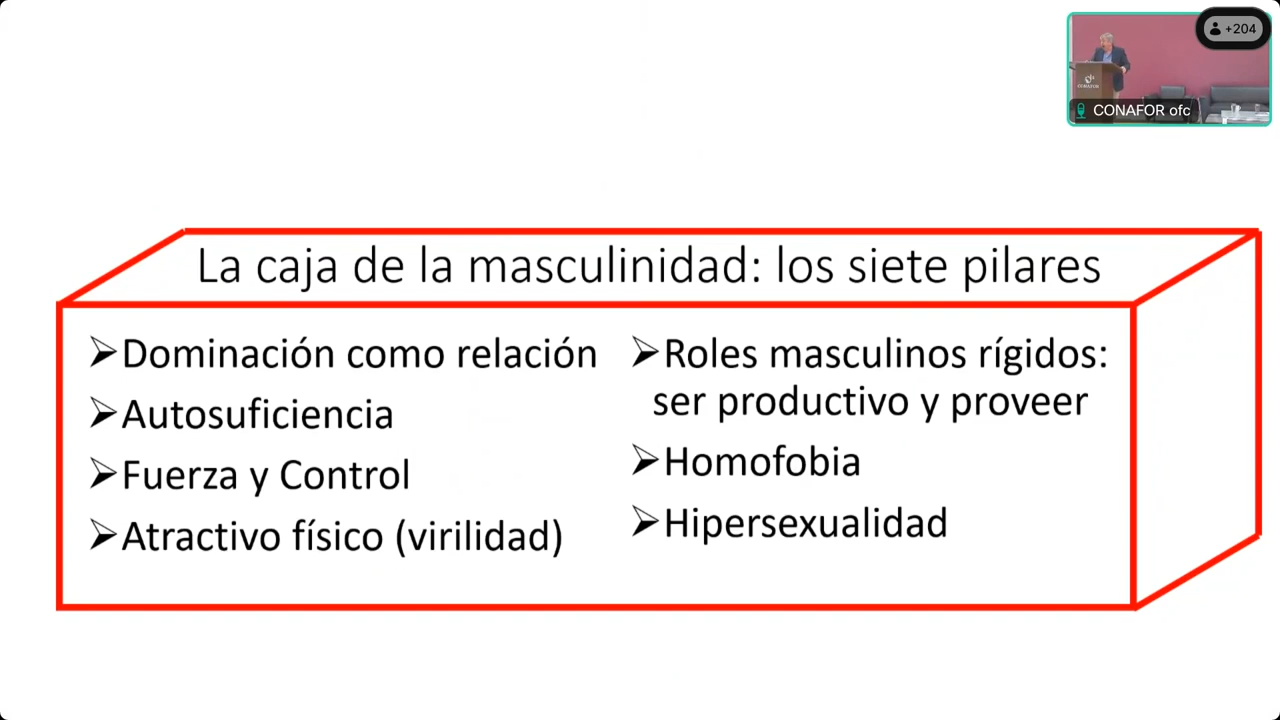 +204
CONAFOR
CONAFOR ofc
La caja de la masculinidad: los siete pilares
➢Dominación como relación
➢Autosuficiencia
➢Fuerza y Control
➢Atractivo físico (virilidad)
➢Roles masculinos rígidos:
ser productivo y proveer
➢Homofobia
➢Hipersexualidad